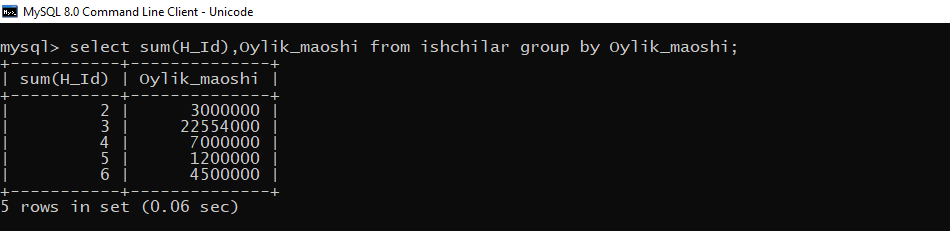 MySQL 8.0 Command Line Client - Unicode
mysql> select sum(H_Id),Oylik_maoshi from ishchilar group by Oylik_maoshi;
+-----------+--------------+
| sum(H_Id) | Oylik_maoshi |
+-----------+--------------+
|         2 |      3000000 |
|         3 |     22554000 |
|         4 |      7000000 |
|         5 |      1200000 |
|         6 |      4500000 |
+-----------+--------------+
5 rows in set (0.06 sec)